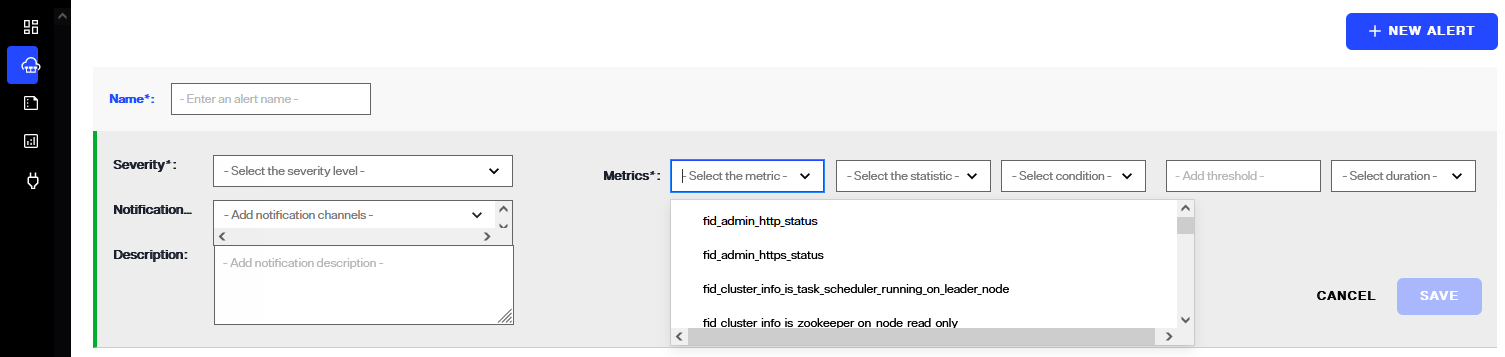 + NEW ALERT
Name*:
- Enter an alert name -
Severity*:
- Select the severity level -
Metrics*:
- Select the metric -
- Select the statistic -
- Select condition -
- Add threshold -
- Select duration -
Notification...
- Add notification channels -
Description:
- Add notification description -
fid_admin_http_status
fid_admin_https_status
fid_cluster_info_is_task_scheduler_running_on_leader_node
fid_cluster_info_is_zookeeper_on_node_read_only
CANCEL
SAVE